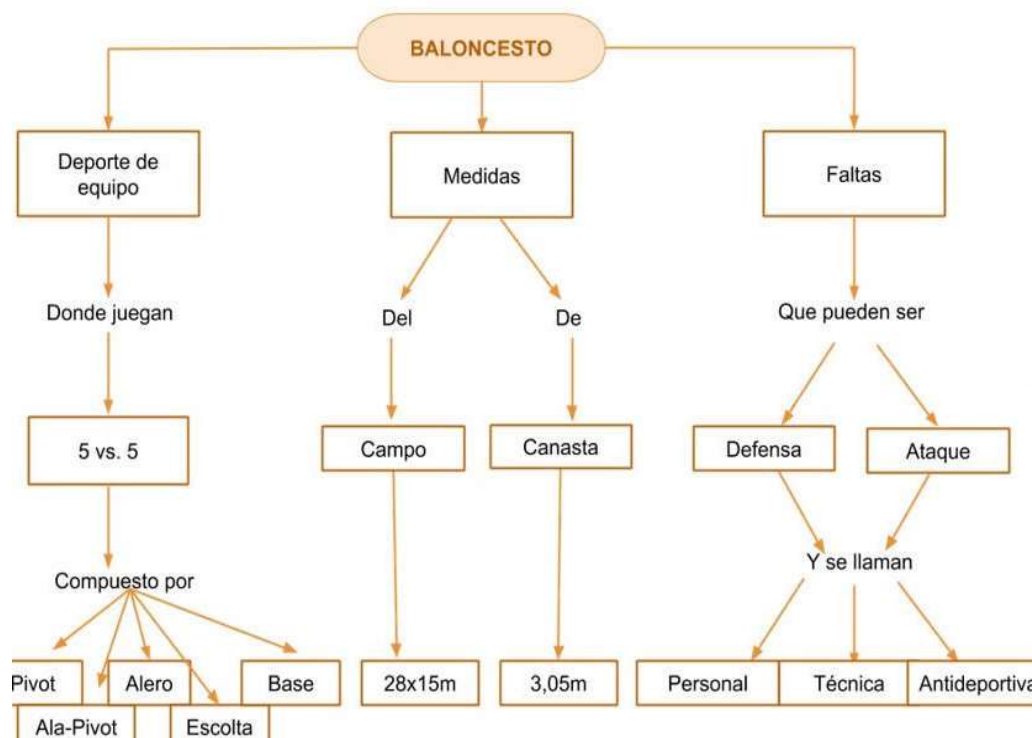 BALONCESTO
Deporte de
equipo
Medidas
Faltas
Donde juegan
Del
De
Que pueden ser
5 vs. 5
Campo
Canasta
Defensa
Ataque
Compuesto por
Y se llaman
Pivot
Alero
Base
28x15m
3,05m
Personal
Técnica
Antideportiva
Ala-Pivot
Escolta